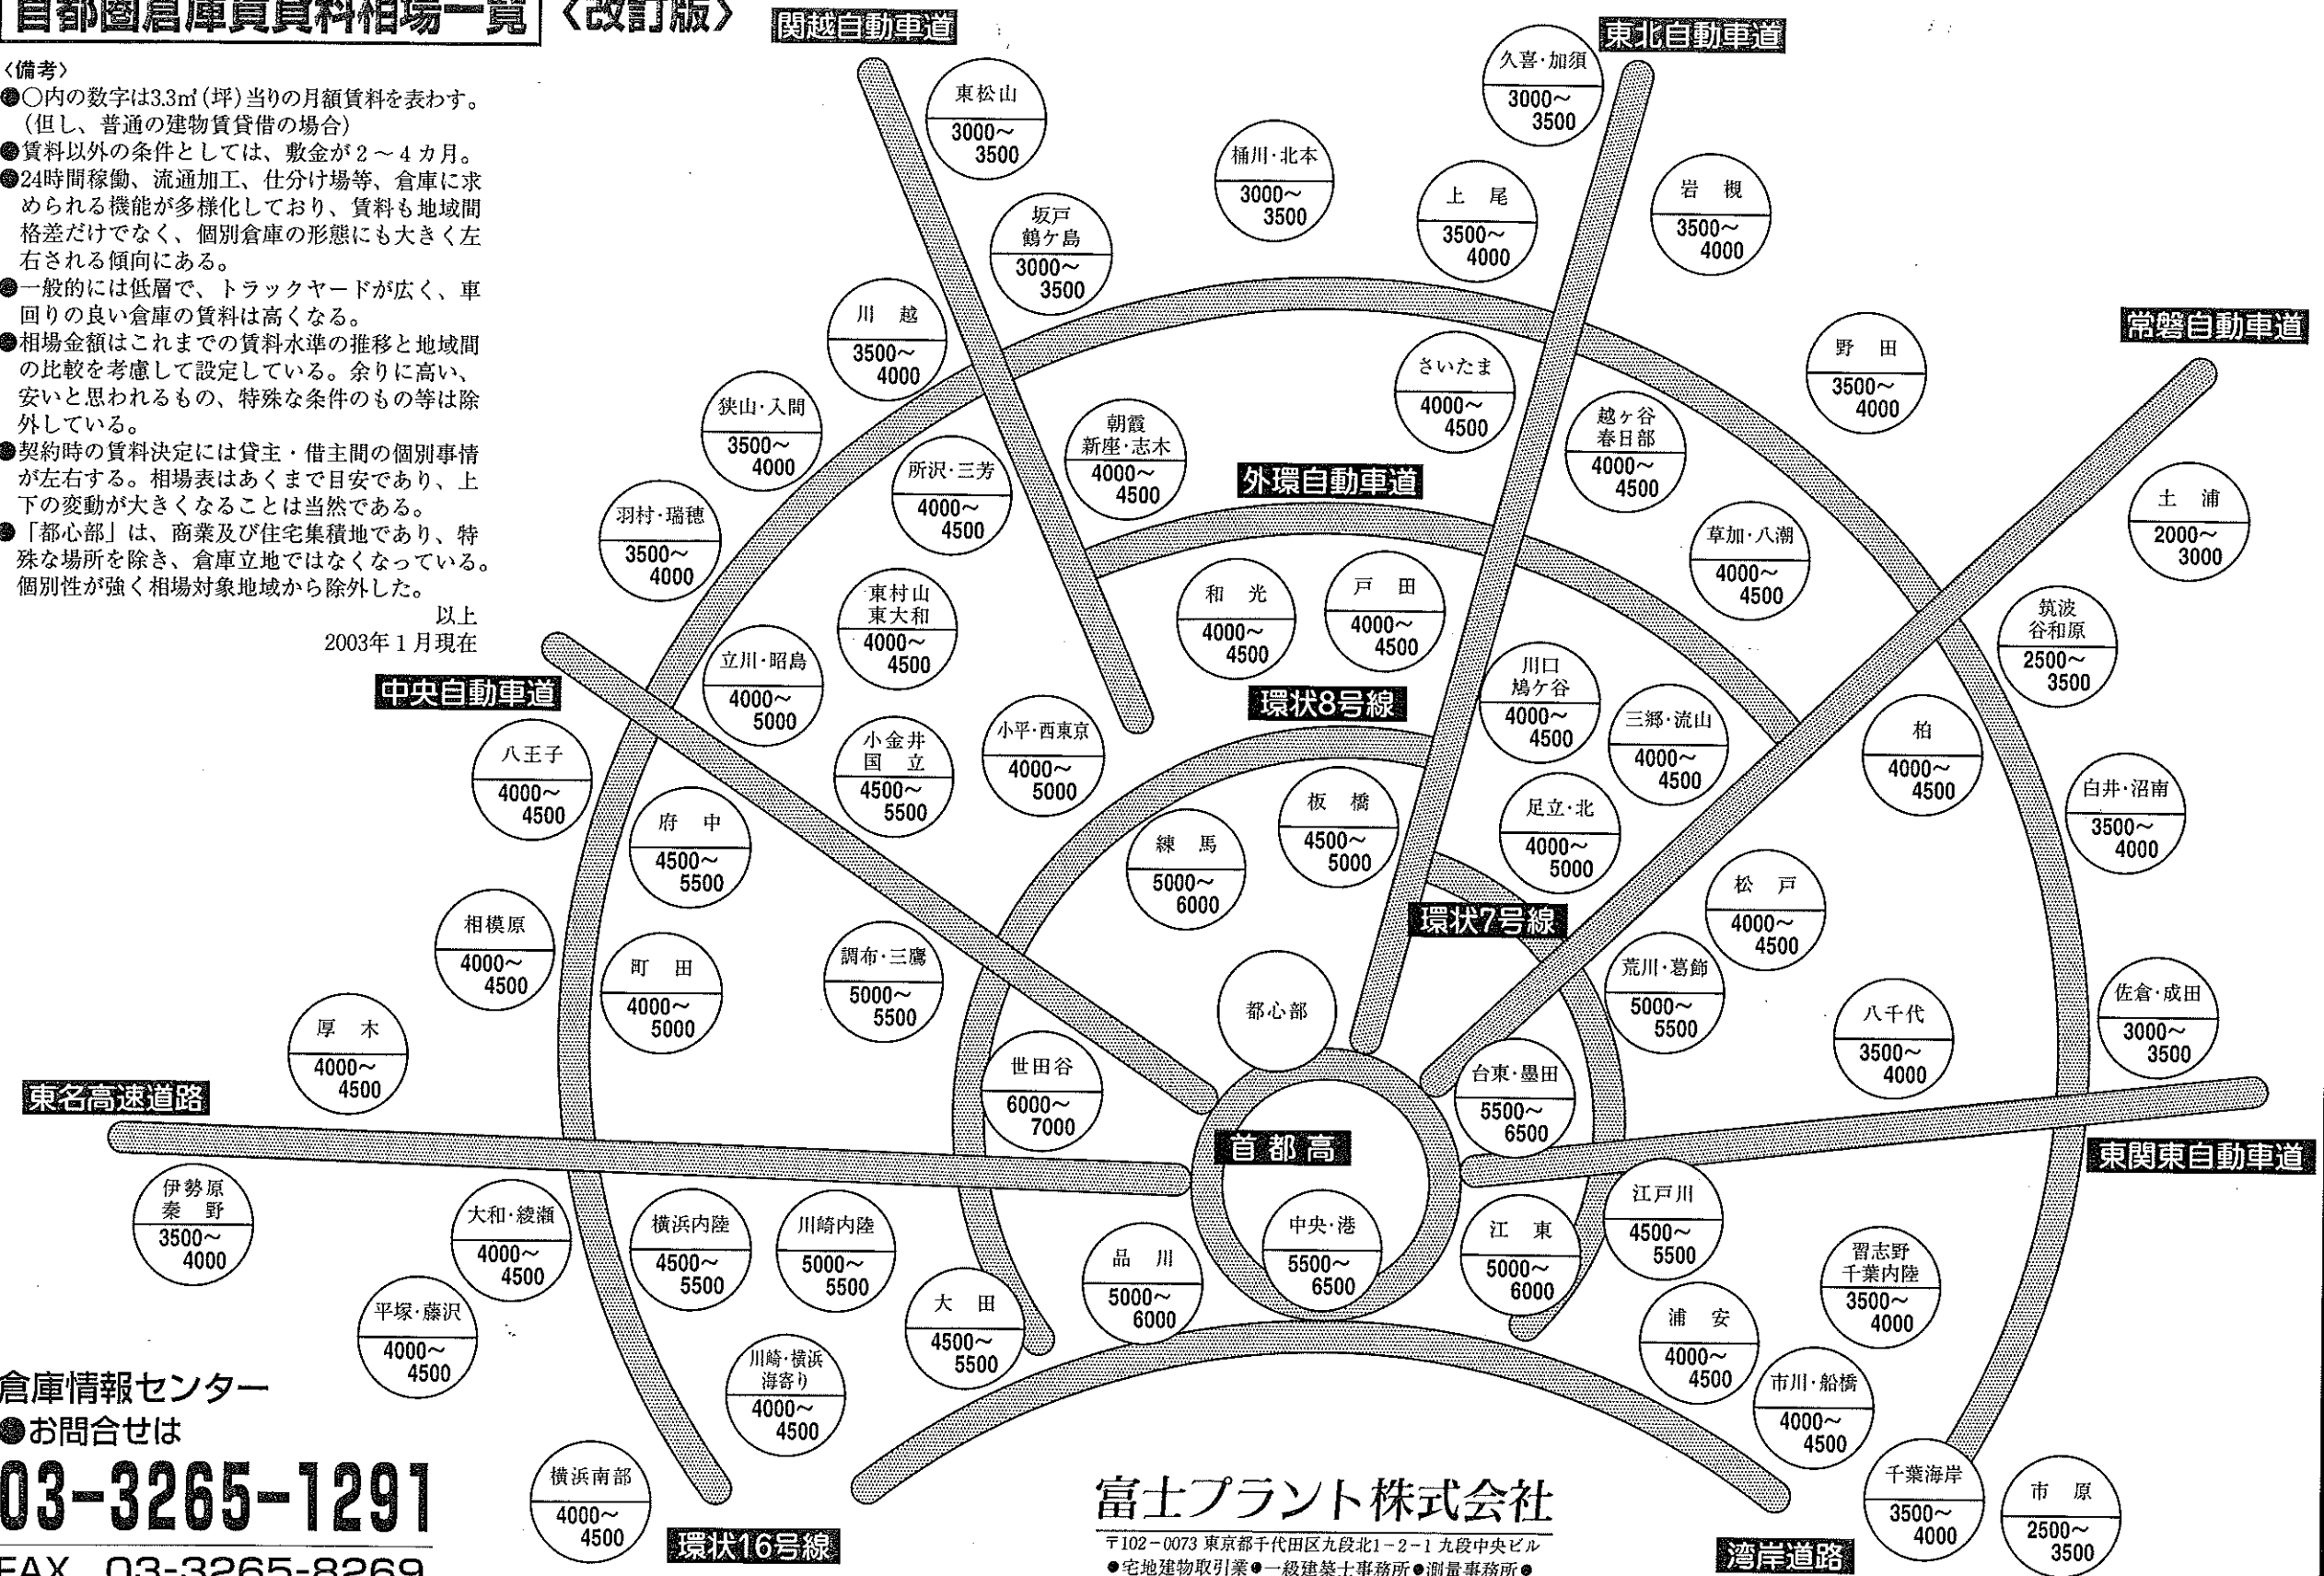 首都圏倉庫賃貸料相場一覧 〈改訂版〉
〈備考〉
●○内の数字は3.3㎡(坪)当りの月額賃料を表わす。
(但し、普通の建物賃貸借の場合)
●賃料以外の条件としては、敷金が2〜4カ月。
●24時間稼働、流通加工、仕分け場等、倉庫に求
められる機能が多様化しており、賃料も地域間
格差だけでなく、個別倉庫の形態にも大きく左
右される傾向にある。
●一般的には低層で、トラックヤードが広く、車
回りの良い倉庫の賃料は高くなる。
●相場金額はこれまでの賃料水準の推移と地域間
の比較を考慮して設定している。余りに高い、
安いと思われるもの、特殊な条件のもの等は除
外している。
●契約時の賃料決定には貸主・借主間の個別事情
が左右する。相場表はあくまで目安であり、上
下の変動が大きくなることは当然である。
●「都心部」は、商業及び住宅集積地であり、特
殊な場所を除き、倉庫立地ではなくなっている。
個別性が強く相場対象地域から除外した。
以上
2003年1月現在
関越自動車道
東北自動車道
久喜・加須
3000〜
3500
東松山
3000〜
3500
桶川・北本
3000〜
3500
上 尾
3500〜
4000
岩 槻
3500〜
4000
坂戸
鶴ケ島
3000〜
3500
川 越
3500〜
4000
常磐自動車道
野 田
3500〜
4000
さいたま
4000〜
4500
狭山・入間
3500〜
4000
朝霞
新座・志木
4000〜
4500
越ヶ谷
春日部
4000〜
4500
所沢・三芳
4000〜
4500
外環自動車道
土 浦
2000〜
3000
羽村・瑞穂
3500〜
4000
草加・八潮
4000〜
4500
東村山
東大和
4000〜
4500
和 光
4000〜
4500
戸 田
4000〜
4500
筑波
谷和原
2500〜
3500
立川・昭島
4000〜
5000
川口
鳩ケ谷
4000〜
4500
中央自動車道
環状8号線
三郷・流山
4000〜
4500
柏
4000〜
4500
八王子
4000〜
4500
小金井
国 立
4500〜
5500
小平・西東京
4000〜
5000
白井・沼南
3500〜
4000
府 中
4500〜
5500
板 橋
4500〜
5000
足立・北
4000〜
5000
練 馬
5000〜
6000
松 戸
4000〜
4500
環状7号線
相模原
4000〜
4500
町 田
4000〜
5000
調布・三鷹
5000〜
5500
荒川・葛飾
5000〜
5500
都心部
八千代
3500〜
4000
佐倉・成田
3000〜
3500
厚 木
4000〜
4500
世田谷
6000〜
7000
台東・墨田
5500〜
6500
東名高速道路
首都高
東関東自動車道
伊勢原
秦 野
3500〜
4000
大和・綾瀬
4000〜
4500
横浜内陸
4500〜
5500
川崎内陸
5000〜
5500
品 川
5000〜
6000
中央・港
5500〜
6500
江 東
5000〜
6000
江戸川
4500〜
5500
習志野
千葉内陸
3500〜
4000
平塚・藤沢
4000〜
4500
大 田
4500〜
5500
浦 安
4000〜
4500
川崎・横浜
海寄り
4000〜
4500
市川・船橋
4000〜
4500
横浜南部
4000〜
4500
環状16号線
千葉海岸
3500〜
4000
市 原
2500〜
3500
湾岸道路
倉庫情報センター
●お問合せは
03-3265-1291
FAX 03-3265-8269
富士プラント株式会社
〒102-0073 東京都千代田区九段北1-2-1 九段中央ビル
●宅地建物取引業●一級建築士事務所●測量事務所●